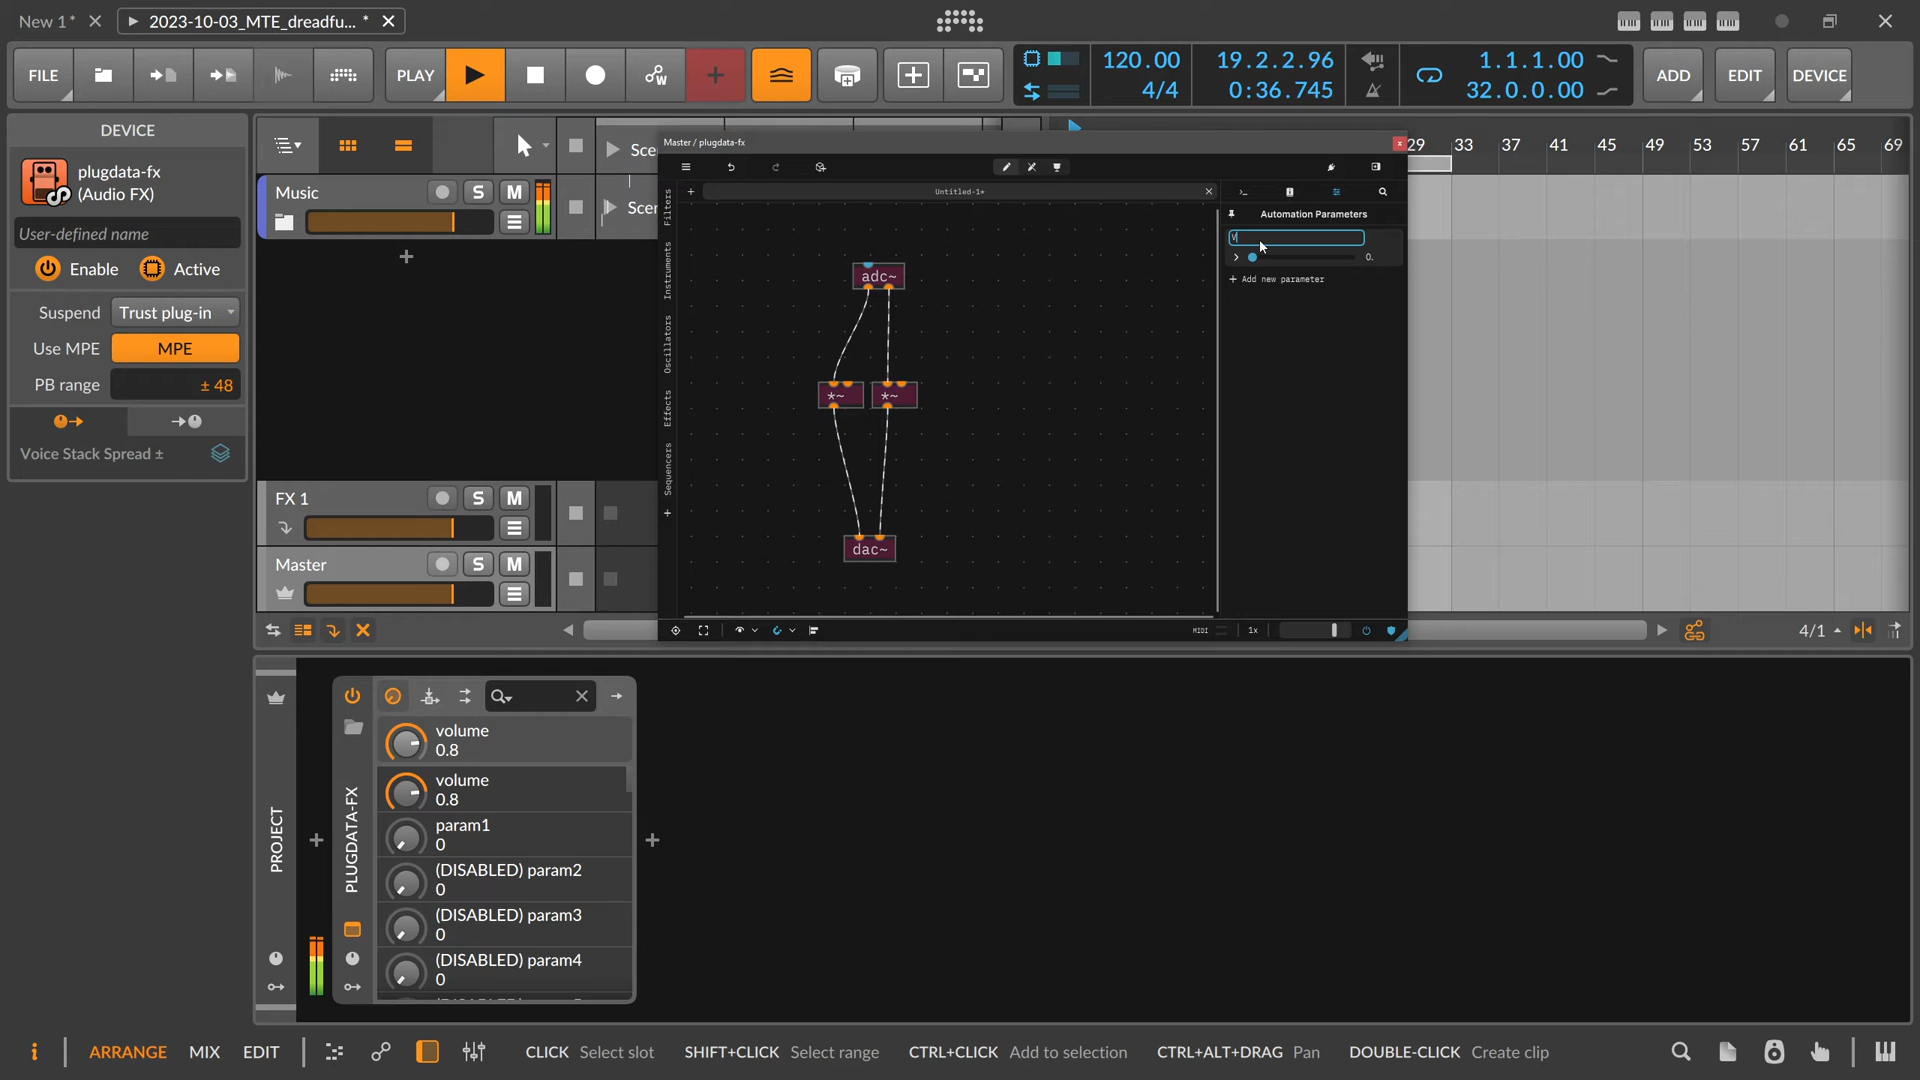 New 1*
2023-10-03_MTE_dreadfu... *
FILE
PLAY
120.00
4/4
19.2.2.96
0:36.745
1.1.1.00
32.0.0.00
ADD
EDIT
DEVICE
DEVICE
plugdata-fx
(Audio FX)
User-defined name
Enable
Active
Suspend
Trust plug-in
Use MPE
MPE
PB range
± 48
Voice Stack Spread ±
Music
S
M
Sce
Scer
FX 1
S
M
Master
S
M
Master / plugdata-fx
Untitled-1*
Filters
Instruments
Oscillators
Effects
Sequencers
adc~
*~
*~
dac~
Automation Parameters
V
0.
+ Add new parameter
MIDI
1x
29
33
37
41
45
49
53
57
61
65
69
4/1
PROJECT
PLUGDATA-FX
volume
0.8
volume
0.8
param1
0
(DISABLED) param2
0
(DISABLED) param3
0
(DISABLED) param4
0
ARRANGE
MIX
EDIT
CLICK Select slot
SHIFT+CLICK Select range
CTRL+CLICK Add to selection
CTRL+ALT+DRAG Pan
DOUBLE-CLICK Create clip